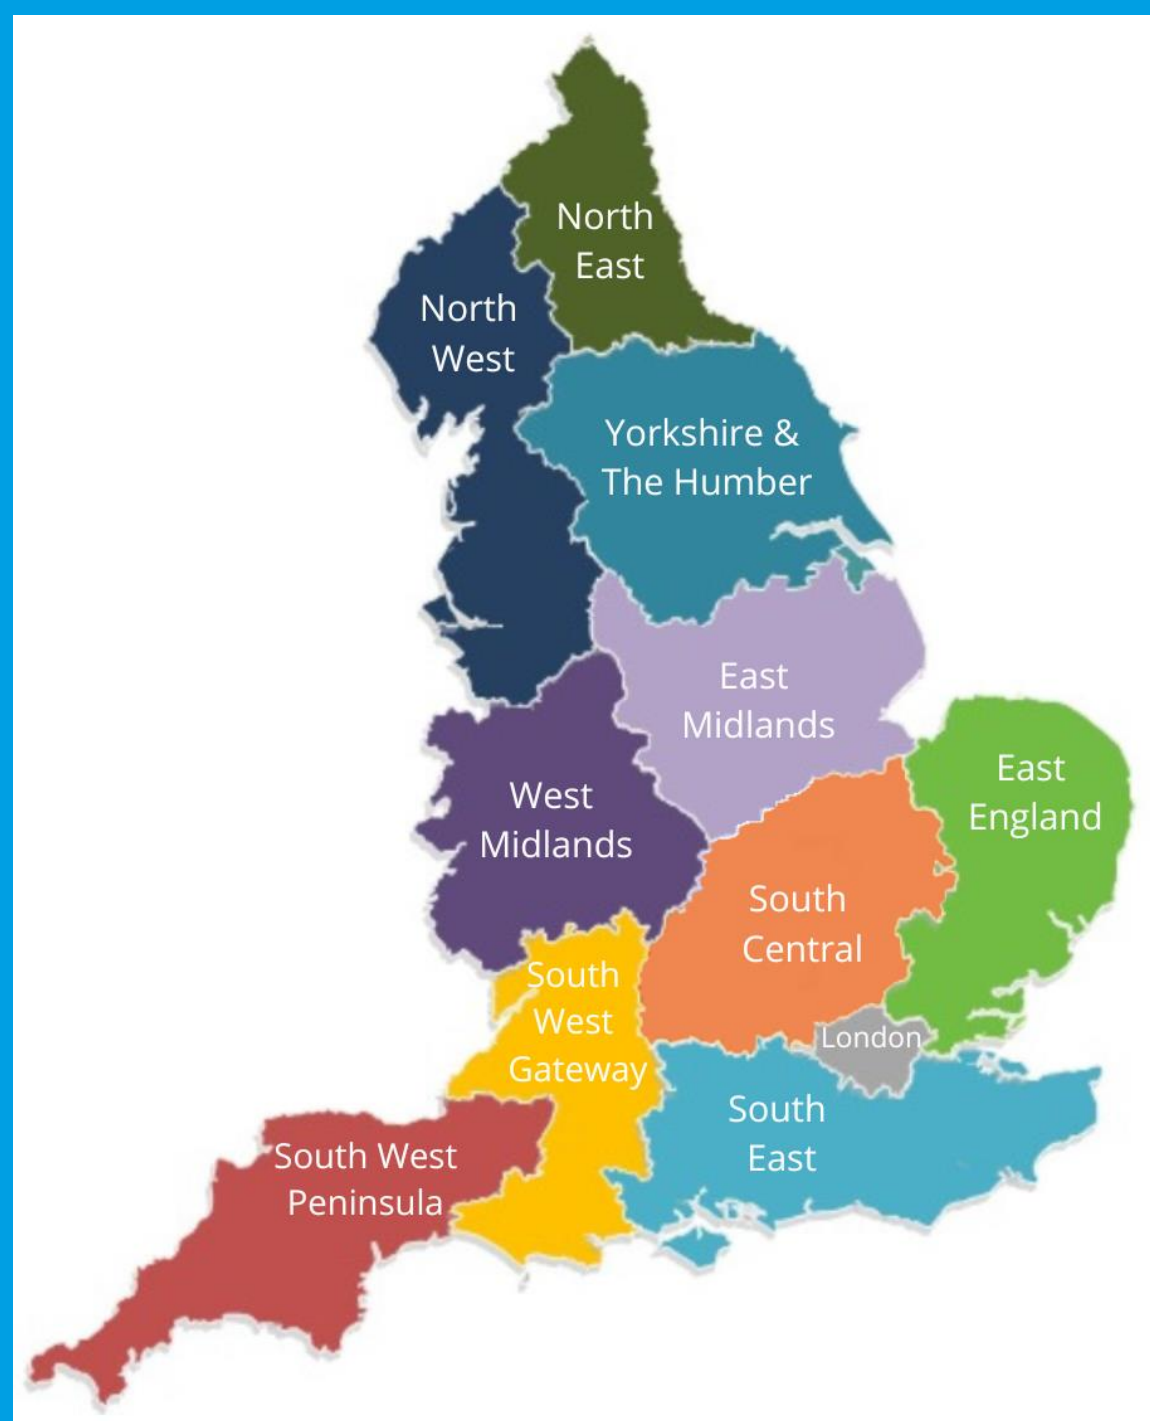 North
East
North
West
Yorkshire &
The Humber
East
Midlands
East
England
West
Midlands
South
Central
South
West
Gateway
London
South
East
South West
Peninsula